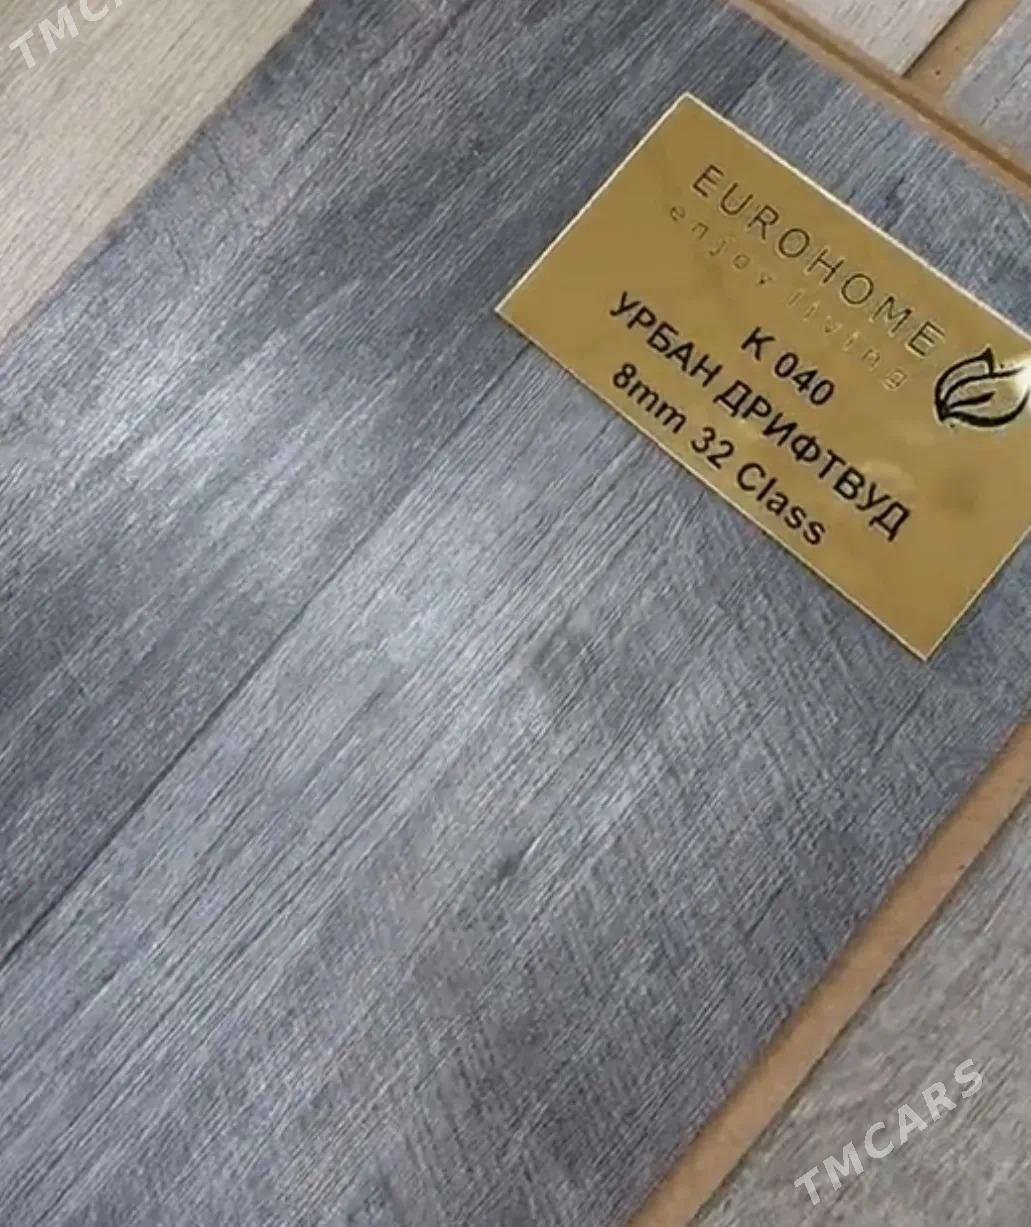 TMCARS
EUROHOME
enjoy living
K 040
УРБАН ДРИФТВУД
8mm 32 Class
TMCARS